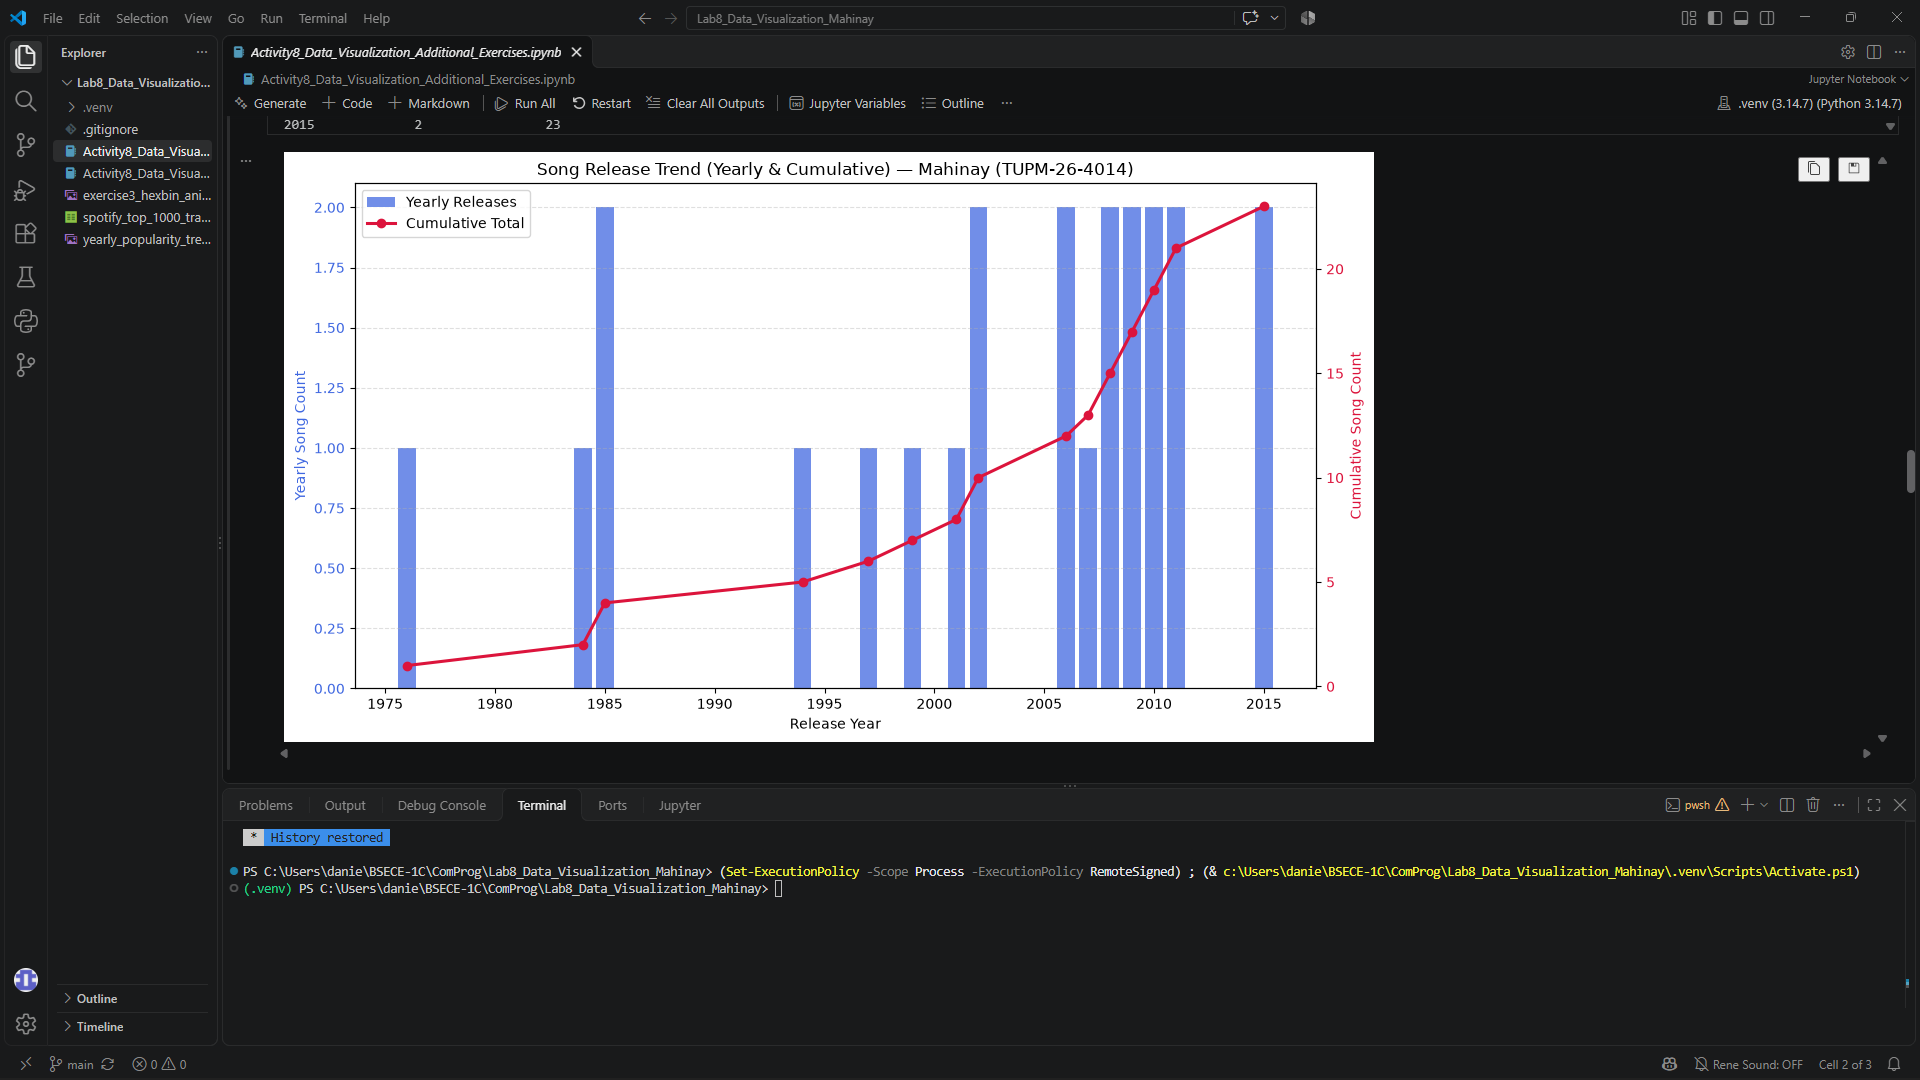 File Edit Selection View Go Run Terminal Help
Lab8_Data_Visualization_Mahinay
Explorer
Lab8_Data_Visualizatio...
.venv
.gitignore
Activity8_Data_Visua...
Activity8_Data_Visua...
exercise3_hexbin_ani...
spotify_top_1000_tra...
yearly_popularity_tre...
Outline
Timeline
Activity8_Data_Visualization_Additional_Exercises.ipynb
Activity8_Data_Visualization_Additional_Exercises.ipynb
Jupyter Notebook
Generate Code Markdown Run All Restart Clear All Outputs Jupyter Variables Outline ...
.venv (3.14.7) (Python 3.14.7)
2015 2 23
Song Release Trend (Yearly & Cumulative) — Mahinay (TUPM-26-4014)
Yearly Releases
Cumulative Total
2.00
1.75
1.50
1.25
1.00
0.75
0.50
0.25
0.00
Yearly Song Count
20
15
10
5
0
Cumulative Song Count
1975 1980 1985 1990 1995 2000 2005 2010 2015
Release Year
Problems Output Debug Console Terminal Ports Jupyter
pwsh
* History restored
PS C:\Users\danie\BSECE-1C\ComProg\Lab8_Data_Visualization_Mahinay> (Set-ExecutionPolicy -Scope Process -ExecutionPolicy RemoteSigned) ; (& c:\Users\danie\BSECE-1C\ComProg\Lab8_Data_Visualization_Mahinay\.venv\Scripts\Activate.ps1)
(.venv) PS C:\Users\danie\BSECE-1C\ComProg\Lab8_Data_Visualization_Mahinay>
main 0 0
Rene Sound: OFF Cell 2 of 3